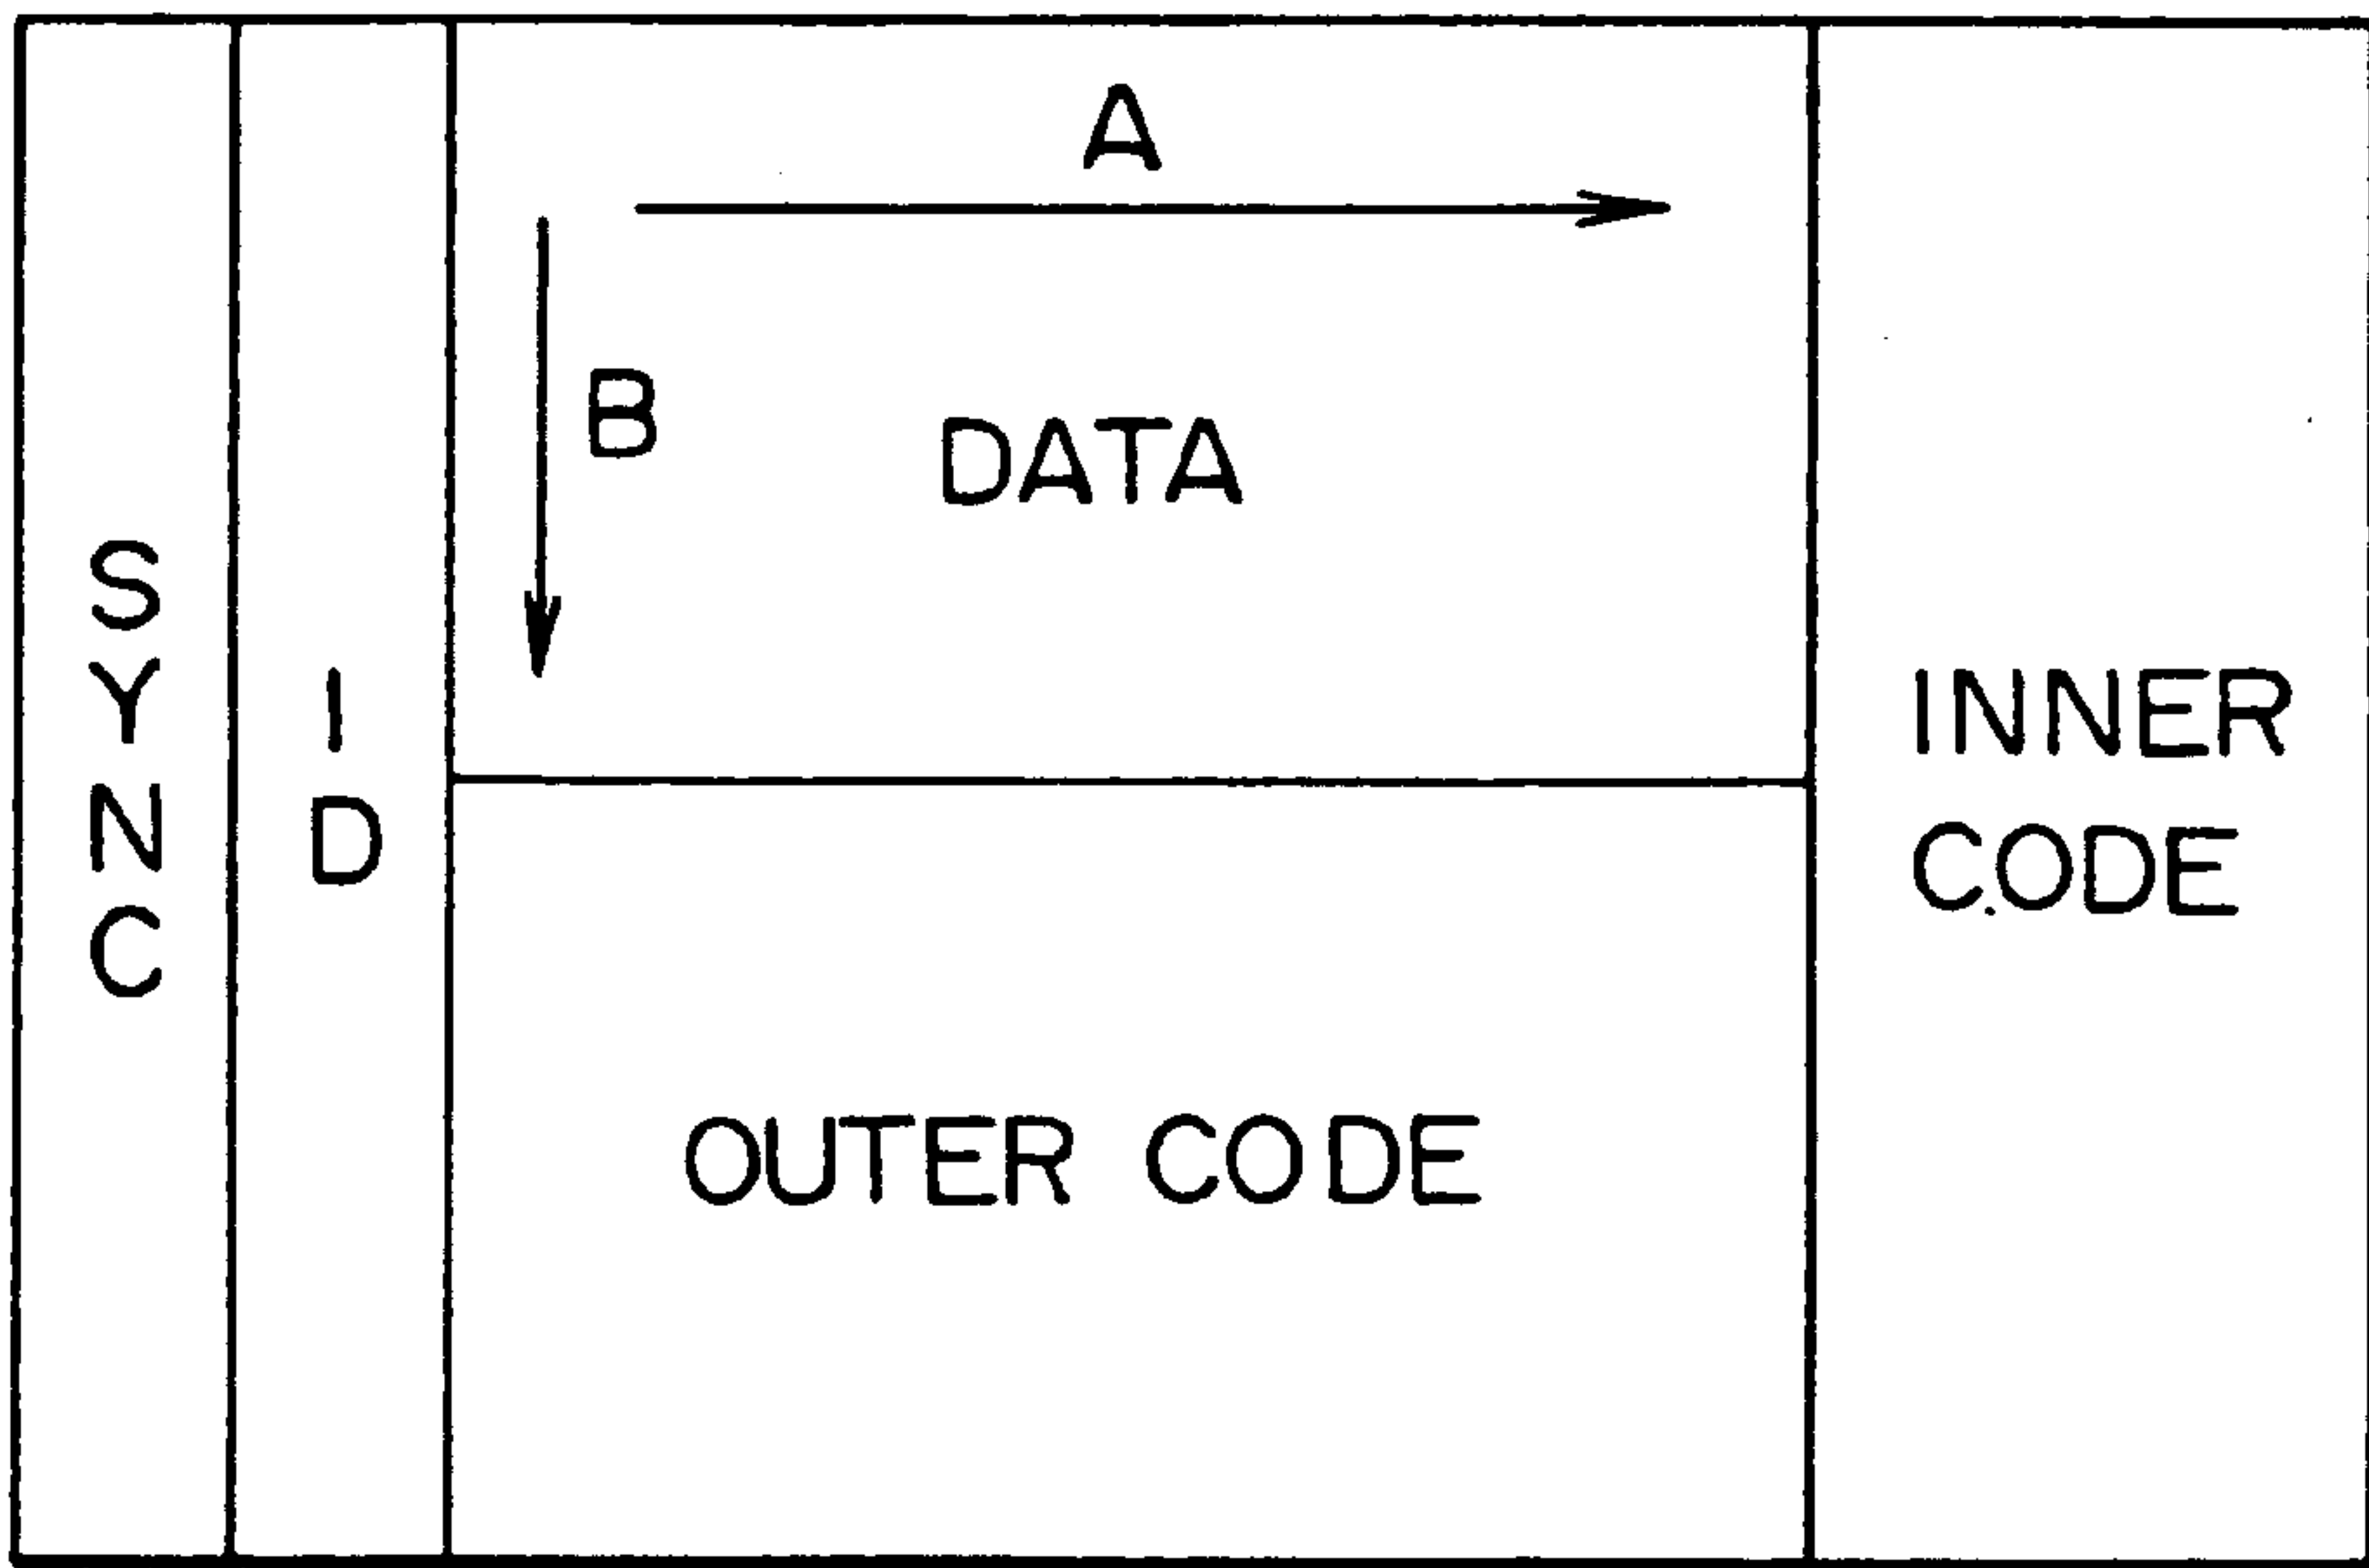 SYNC
ID
A
B
DATA
OUTER CODE
INNER
CODE